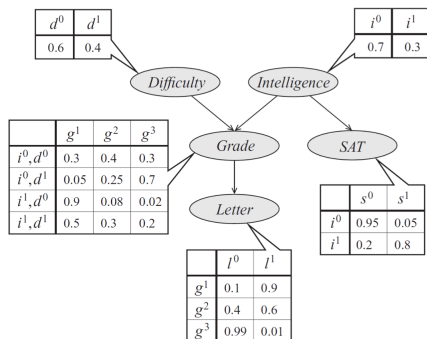 d⁰ d¹
0.6 0.4
i⁰ i¹
0.7 0.3
Difficulty Intelligence
g¹ g² g³
i⁰,d⁰ 0.3 0.4 0.3
i⁰,d¹ 0.05 0.25 0.7
i¹,d⁰ 0.9 0.08 0.02
i¹,d¹ 0.5 0.3 0.2
Grade SAT
Letter
s⁰ s¹
i⁰ 0.95 0.05
i¹ 0.2 0.8
l⁰ l¹
g¹ 0.1 0.9
g² 0.4 0.6
g³ 0.99 0.01